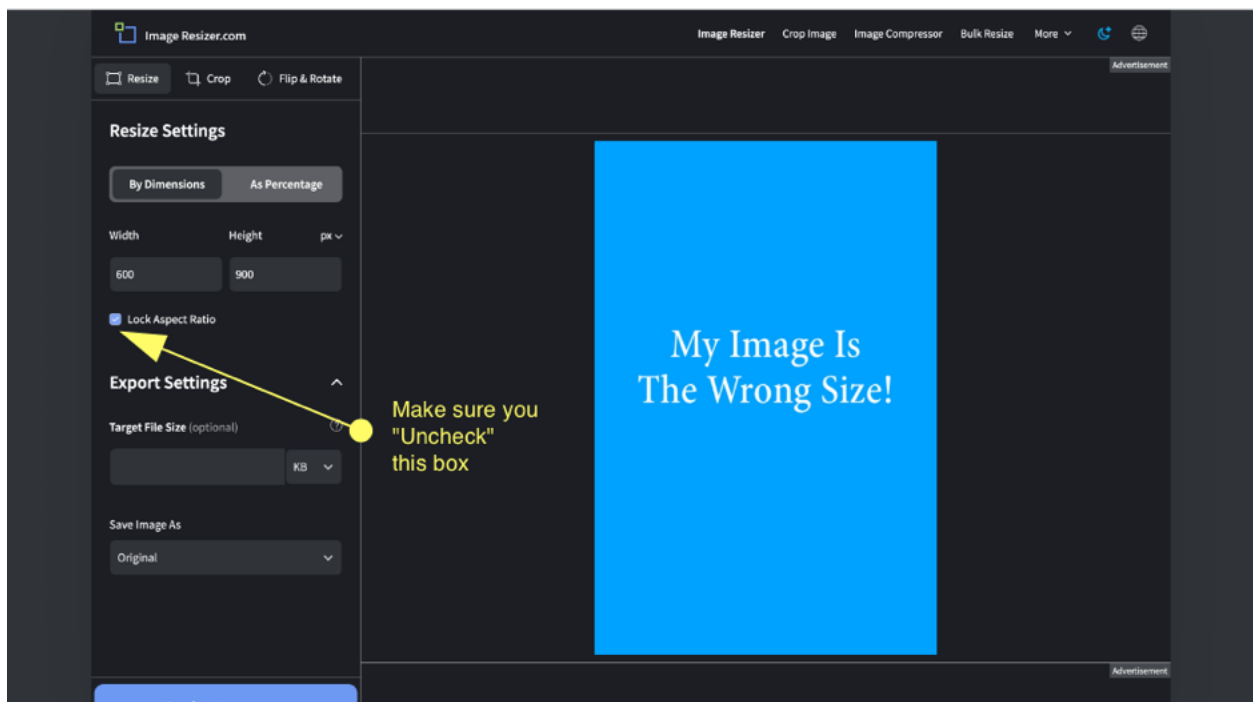 Image Resizer.com
Image Resizer Crop Image Image Compressor Bulk Resize More
Resize Crop Flip & Rotate
Advertisement
Resize Settings
By Dimensions As Percentage
Width Height px
600 900
Lock Aspect Ratio
Export Settings
Target File Size (optional)
KB
Save Image As
Original
Make sure you
"Uncheck"
this box
My Image Is
The Wrong Size!
Advertisement